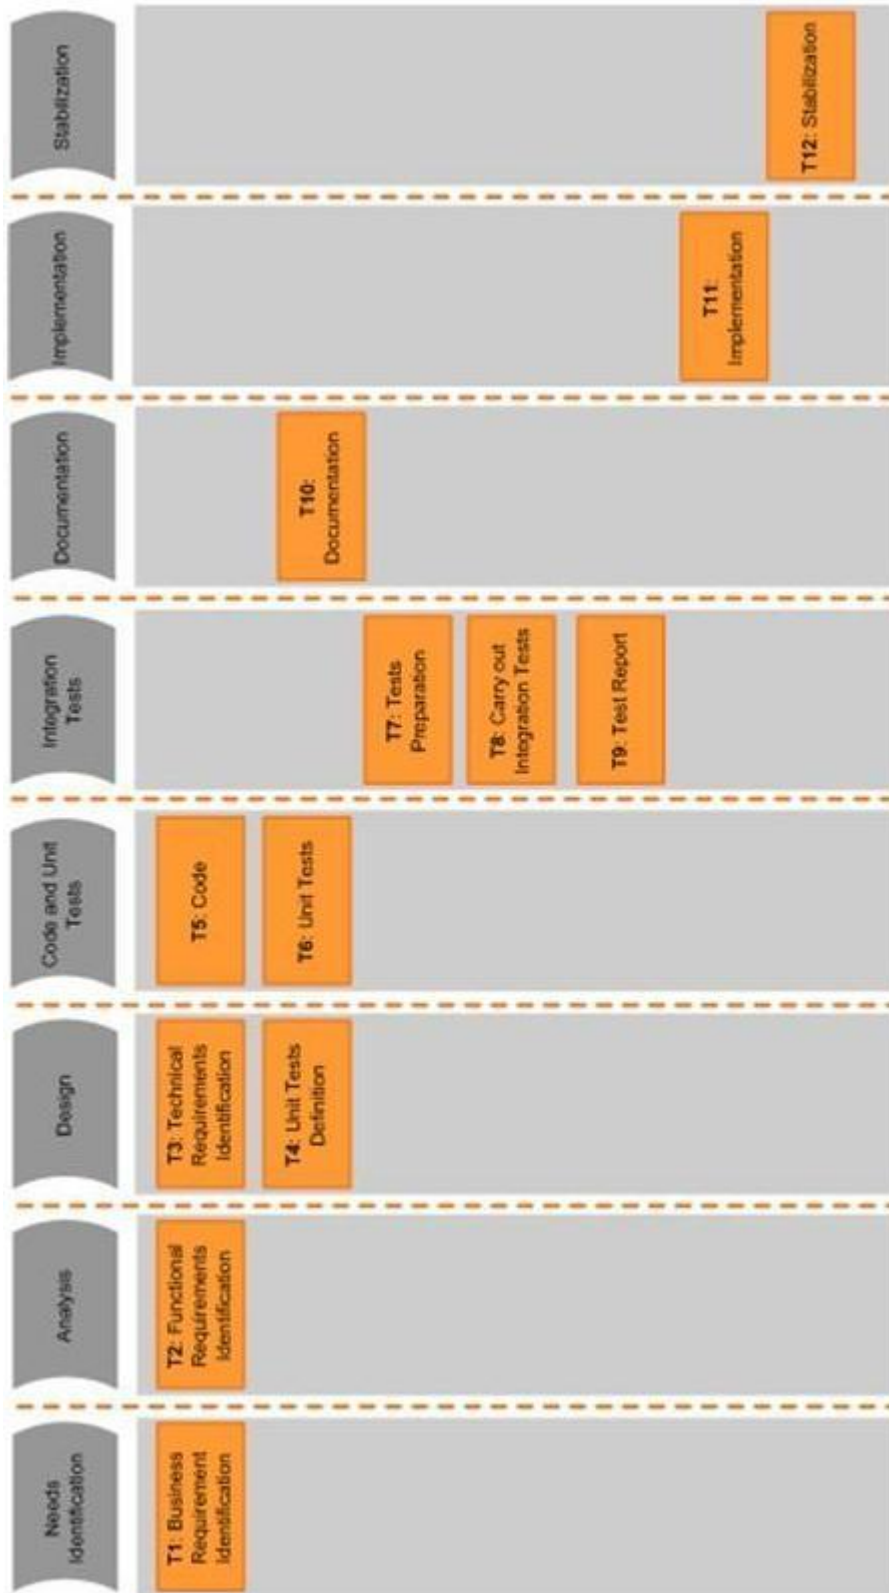 Needs
Identification
Analysis
Design
Code and Unit
Tests
Integration
Tests
Documentation
Implementation
Stabilization
T1: Business
Requirement
Identification
T2: Functional
Requirements
Identification
T3: Technical
Requirements
Identification
T4: Unit Tests
Definition
T5: Code
T6: Unit Tests
T7: Tests
Preparation
T8: Carry out
Integration Tests
T9: Test Report
T10:
Documentation
T11:
Implementation
T12: Stabilization